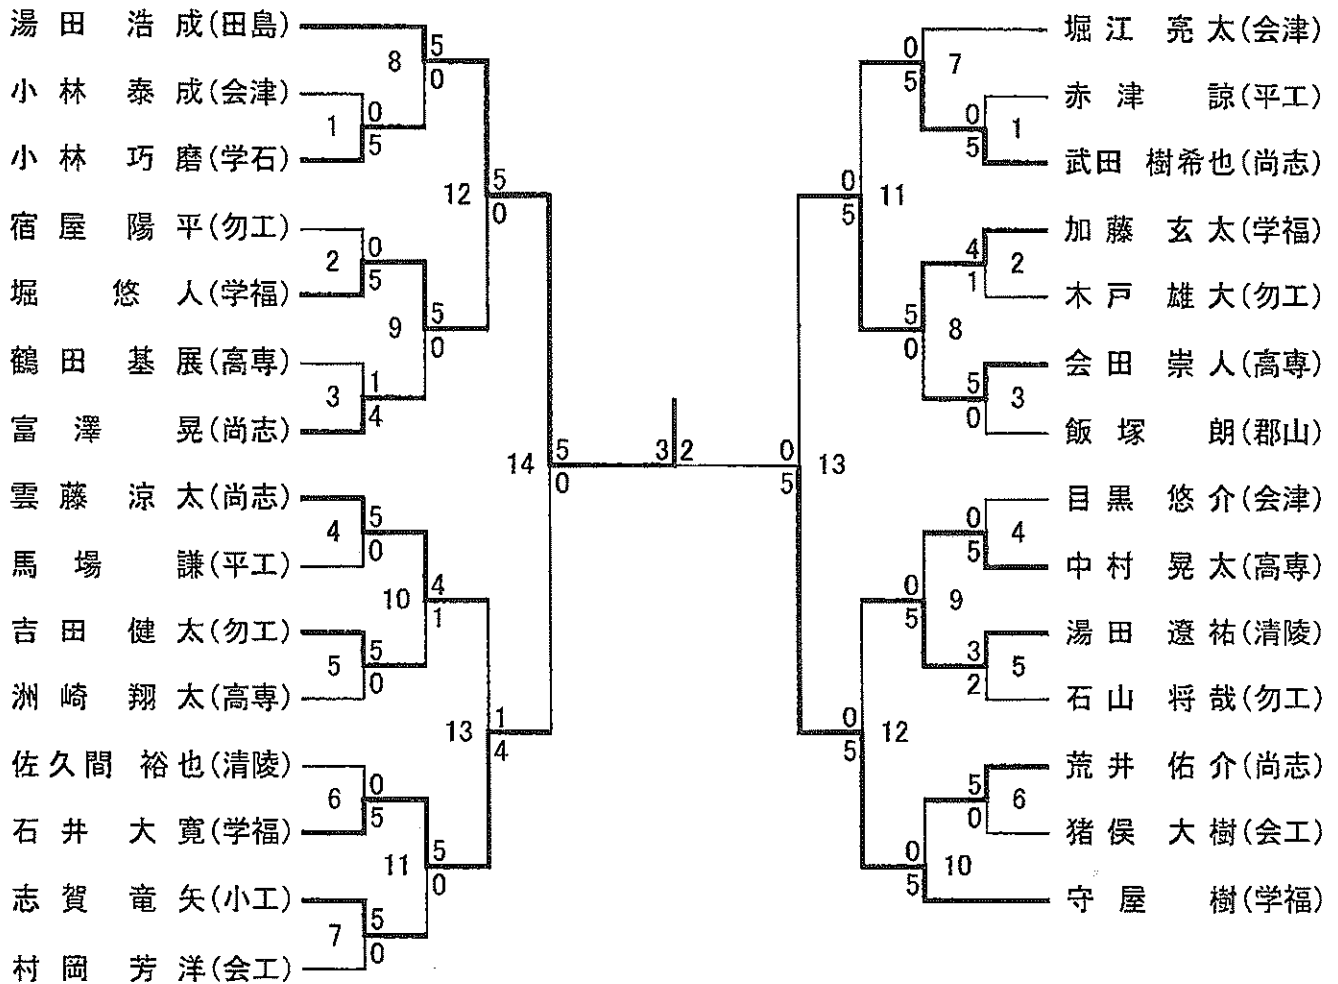 湯田 浩成(田島)
小林 泰成(会津)
小林 巧磨(学石)
宿屋 陽平(勿工)
堀 悠人(学福)
鶴田 基展(高専)
富澤 晃(尚志)
雲藤 涼太(尚志)
馬場 謙(平工)
吉田 健太(勿工)
洲崎 翔太(高専)
佐久間 裕也(清陵)
石井 大寛(学福)
志賀 竜矢(小工)
村岡 芳洋(会工)
8 5
0
1 0
5
12 5
0
2 0
5
9 5
0
3 1
4
14 5
0
4 5
0
10 4
1
5 5
0
13 1
4
6 0
5
11 5
0
7 5
0
3 2
0 7
5
0 1
5
0 11
5
4 2
1
5 8
0
5 3
0
0 13
5
0 4
5
0 9
5
3 5
2
0 12
5
5 6
0
0 10
5
堀江 亮太(会津)
赤津 諒(平工)
武田 樹希也(尚志)
加藤 玄太(学福)
木戸 雄大(勿工)
会田 崇人(高専)
飯塚 朗(郡山)
目黒 悠介(会津)
中村 晃太(高専)
湯田 遼祐(清陵)
石山 将哉(勿工)
荒井 佑介(尚志)
猪俣 大樹(会工)
守屋 樹(学福)